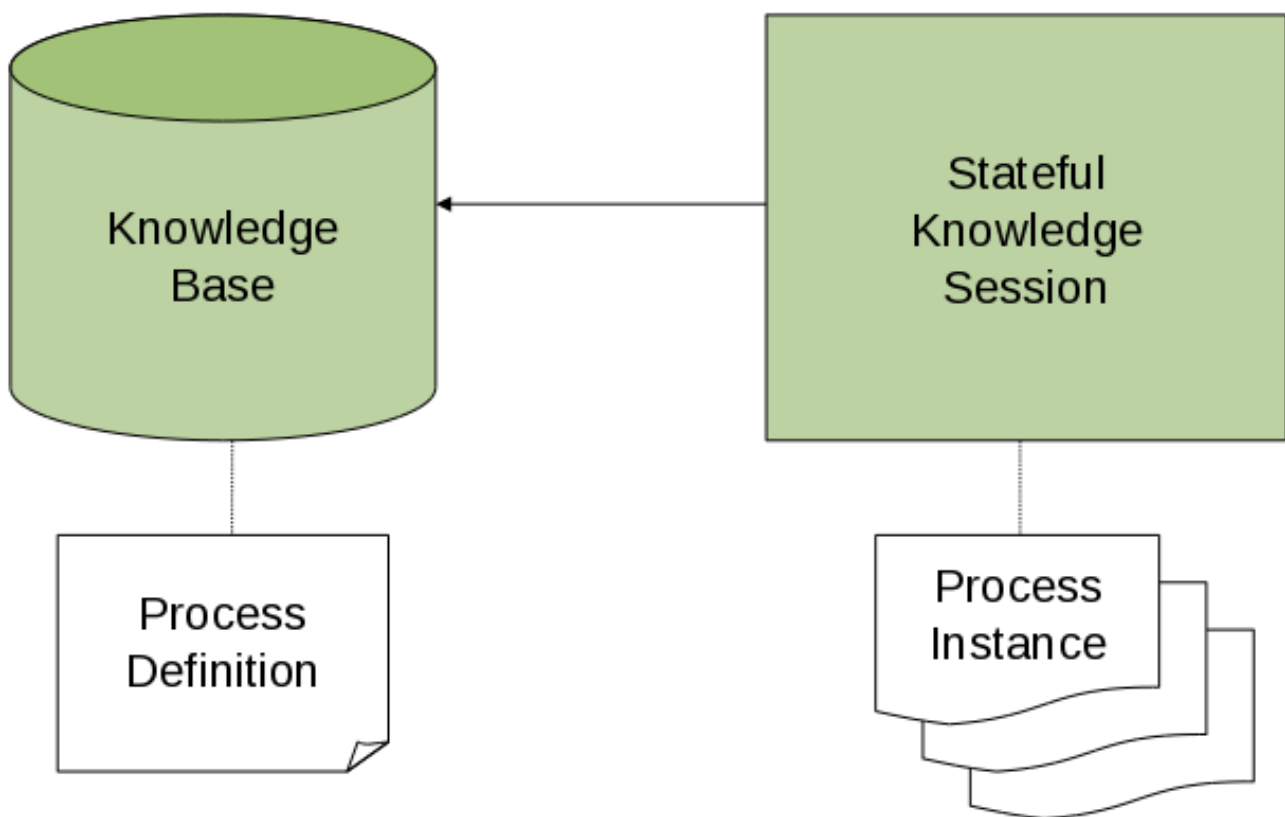 Knowledge
Base
Stateful
Knowledge
Session
Process
Definition
Process
Instance